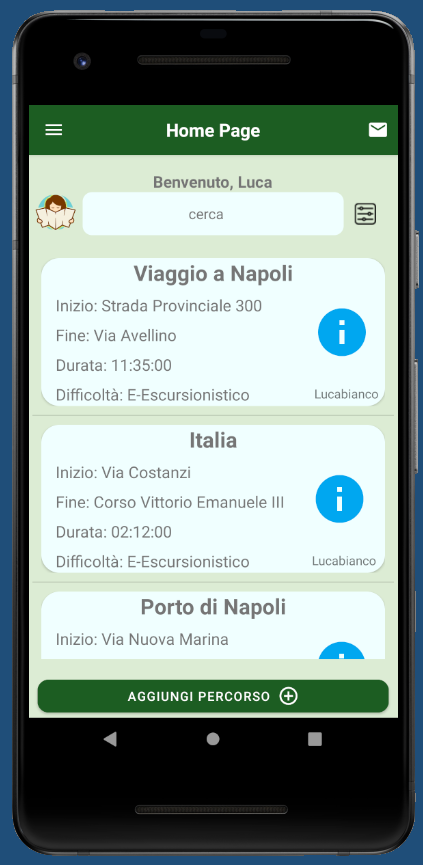 Home Page
Benvenuto, Luca
cerca
Viaggio a Napoli
Inizio: Strada Provinciale 300
Fine: Via Avellino
Durata: 11:35:00
Difficoltà: E-Escursionistico
Lucabianco
Italia
Inizio: Via Costanzi
Fine: Corso Vittorio Emanuele III
Durata: 02:12:00
Difficoltà: E-Escursionistico
Lucabianco
Porto di Napoli
Inizio: Via Nuova Marina
AGGIUNGI PERCORSO